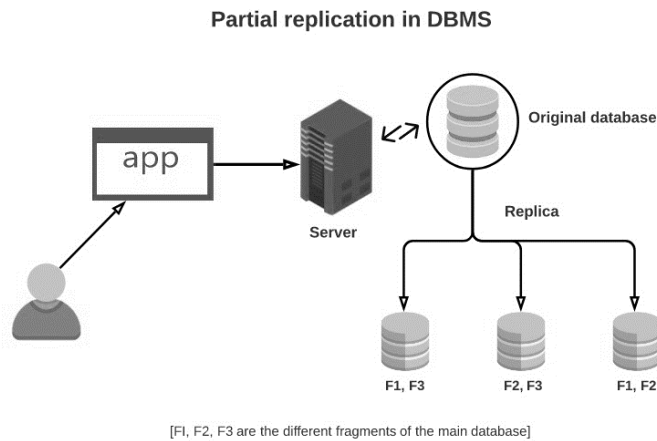 Partial replication in DBMS
app
Original database
Server
Replica
F1, F3
F2, F3
F1, F2
[FI, F2, F3 are the different fragments of the main database]